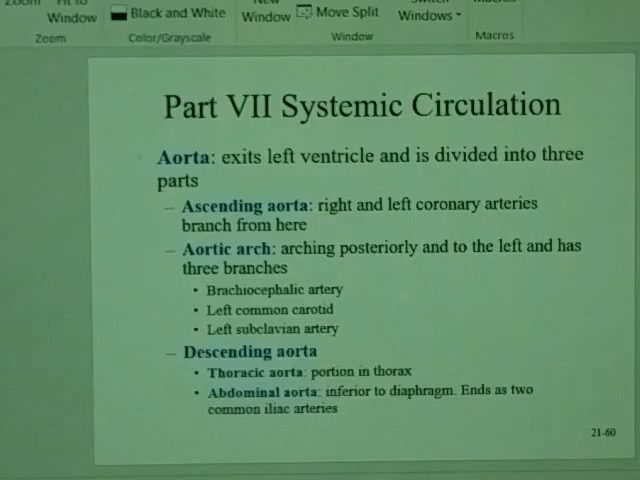 Zoom
Window
Black and White
Window
Move Split
Windows
Zoom
Color/Grayscale
Window
Macros
Part VII Systemic Circulation
Aorta: exits left ventricle and is divided into three
parts
– Ascending aorta: right and left coronary arteries
branch from here
– Aortic arch: arching posteriorly and to the left and has
three branches
• Brachiocephalic artery
• Left common carotid
• Left subclavian artery
– Descending aorta
• Thoracic aorta: portion in thorax
• Abdominal aorta: inferior to diaphragm. Ends as two
common iliac arteries
21-60